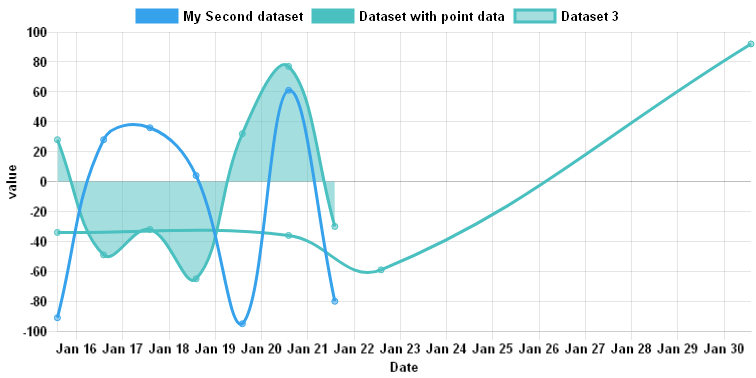 My Second dataset Dataset with point data Dataset 3
100
80
60
40
20
0
-20
-40
-60
-80
-100
value
Jan 16 Jan 17 Jan 18 Jan 19 Jan 20 Jan 21 Jan 22 Jan 23 Jan 24 Jan 25 Jan 26 Jan 27 Jan 28 Jan 29 Jan 30
Date